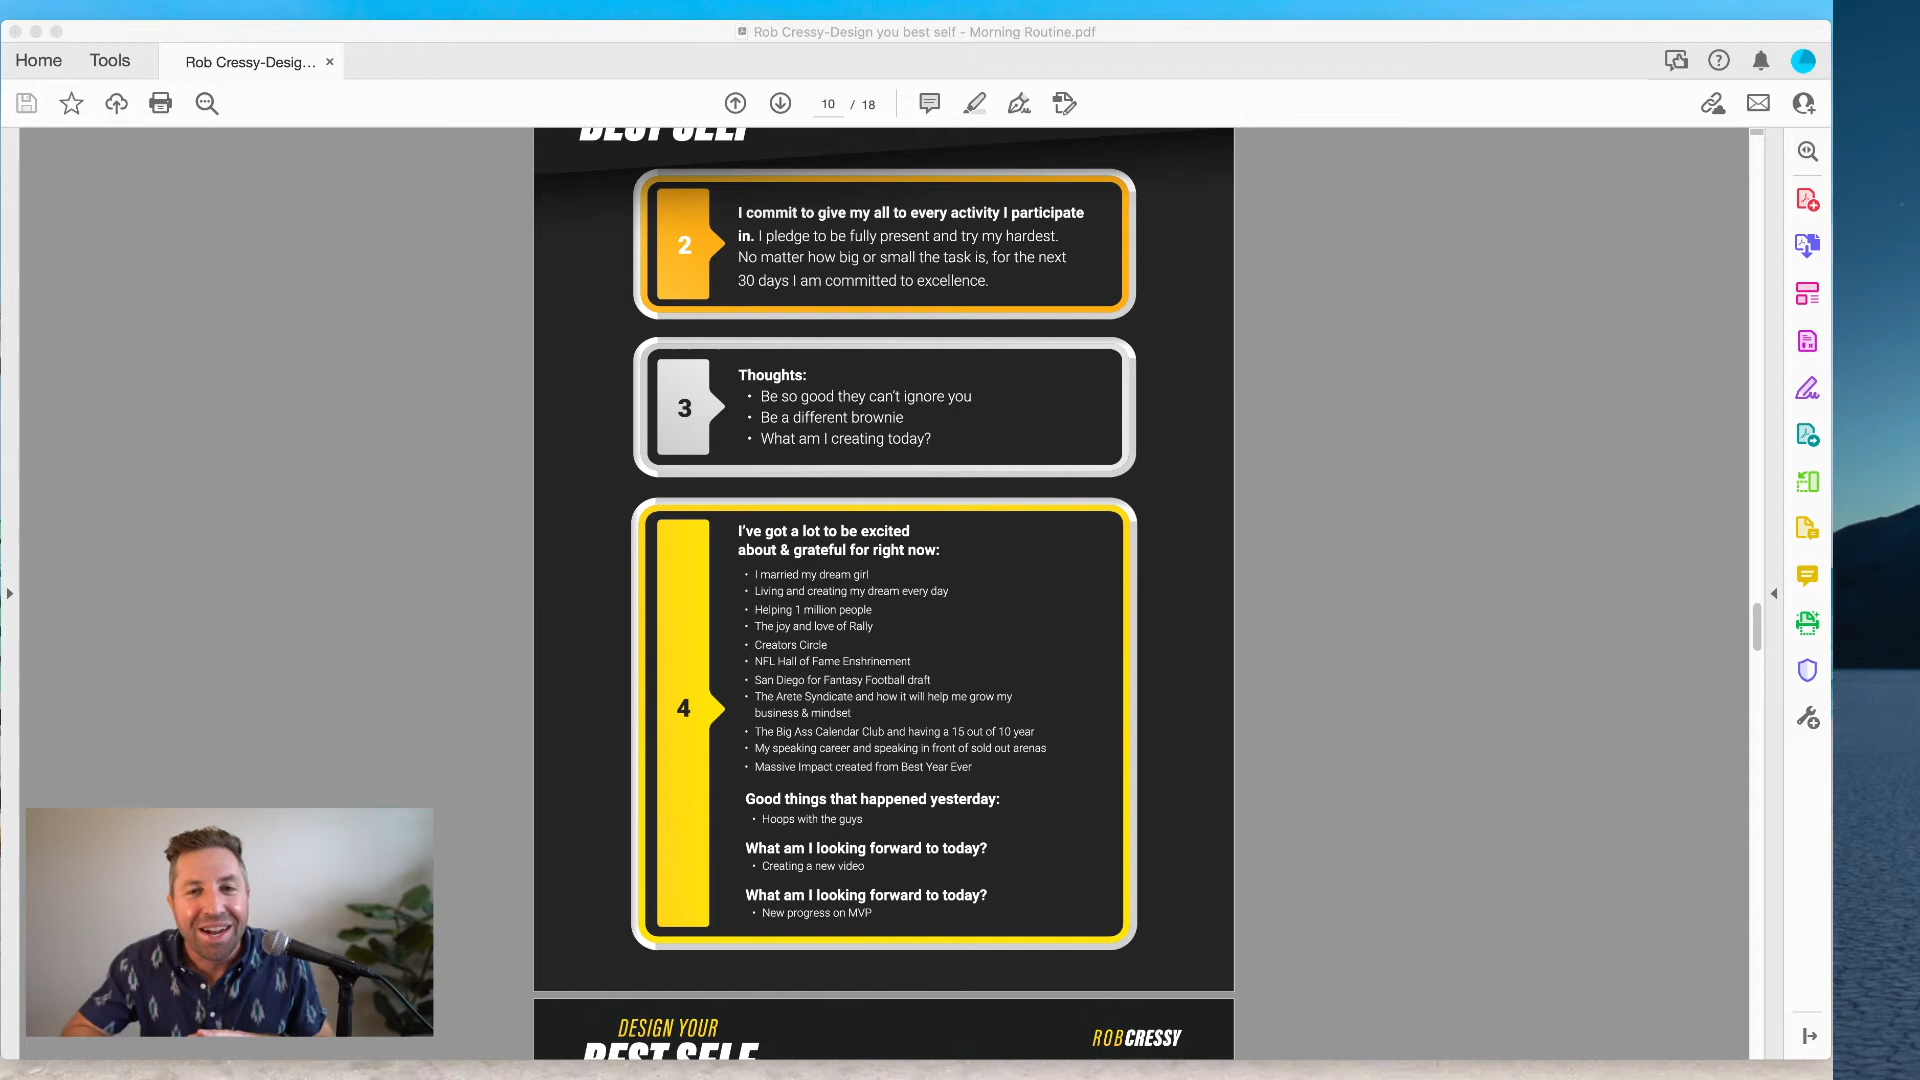 Rob Cressy-Design you best self - Morning Routine.pdf
Home
Tools
Rob Cressy-Desig...
10 / 18
BEST SELF
2
I commit to give my all to every activity I participate
in. I pledge to be fully present and try my hardest.
No matter how big or small the task is, for the next
30 days I am committed to excellence.
3
Thoughts:
• Be so good they can't ignore you
• Be a different brownie
• What am I creating today?
4
I've got a lot to be excited
about & grateful for right now:
• I married my dream girl
• Living and creating my dream every day
• Helping 1 million people
• The joy and love of Rally
• Creators Circle
• NFL Hall of Fame Enshrinement
• San Diego for Fantasy Football draft
• The Arete Syndicate and how it will help me grow my
business & mindset
• The Big Ass Calendar Club and having a 15 out of 10 year
• My speaking career and speaking in front of sold out arenas
• Massive Impact created from Best Year Ever
Good things that happened yesterday:
• Hoops with the guys
What am I looking forward to today?
• Creating a new video
What am I looking forward to today?
• New progress on MVP
DESIGN YOUR
BEST SELF
ROBCRESSY